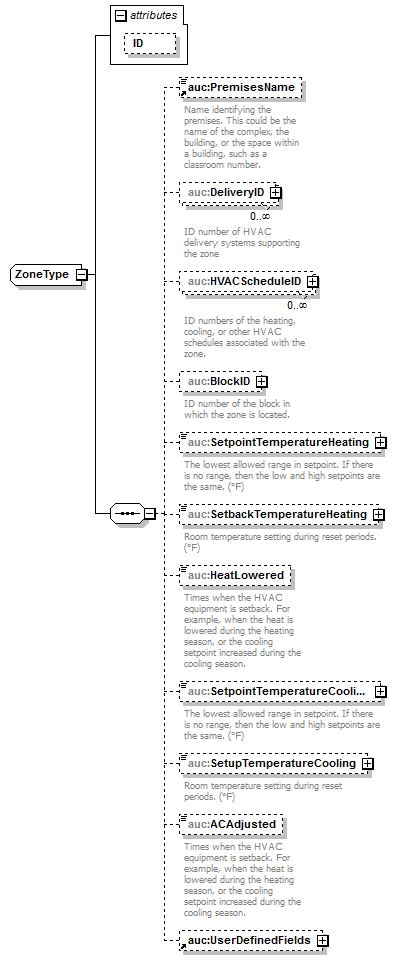 attributes
ID
auc:PremisesName
Name identifying the
premises. This could be the
name of the complex, the
building, or the space within
a building, such as a
classroom number.
auc:DeliveryID
0..∞
ID number of HVAC
delivery systems supporting
the zone
ZoneType
auc:HVACScheduleID
0..∞
ID numbers of the heating,
cooling, or other HVAC
schedules associated with the
zone.
auc:BlockID
ID number of the block in
which the zone is located.
auc:SetpointTemperatureHeating
The lowest allowed range in setpoint. If there
is no range, then the low and high setpoints are
the same. (°F)
auc:SetbackTemperatureHeating
Room temperature setting during reset periods.
(°F)
auc:HeatLowered
Times when the HVAC
equipment is setback. For
example, when the heat is
lowered during the heating
season, or the cooling
setpoint increased during the
cooling season.
auc:SetpointTemperatureCooli...
The lowest allowed range in setpoint. If there
is no range, then the low and high setpoints are
the same. (°F)
auc:SetupTemperatureCooling
Room temperature setting during reset
periods. (°F)
auc:ACAdjusted
Times when the HVAC
equipment is setback. For
example, when the heat is
lowered during the heating
season, or the cooling
setpoint increased during the
cooling season.
auc:UserDefinedFields